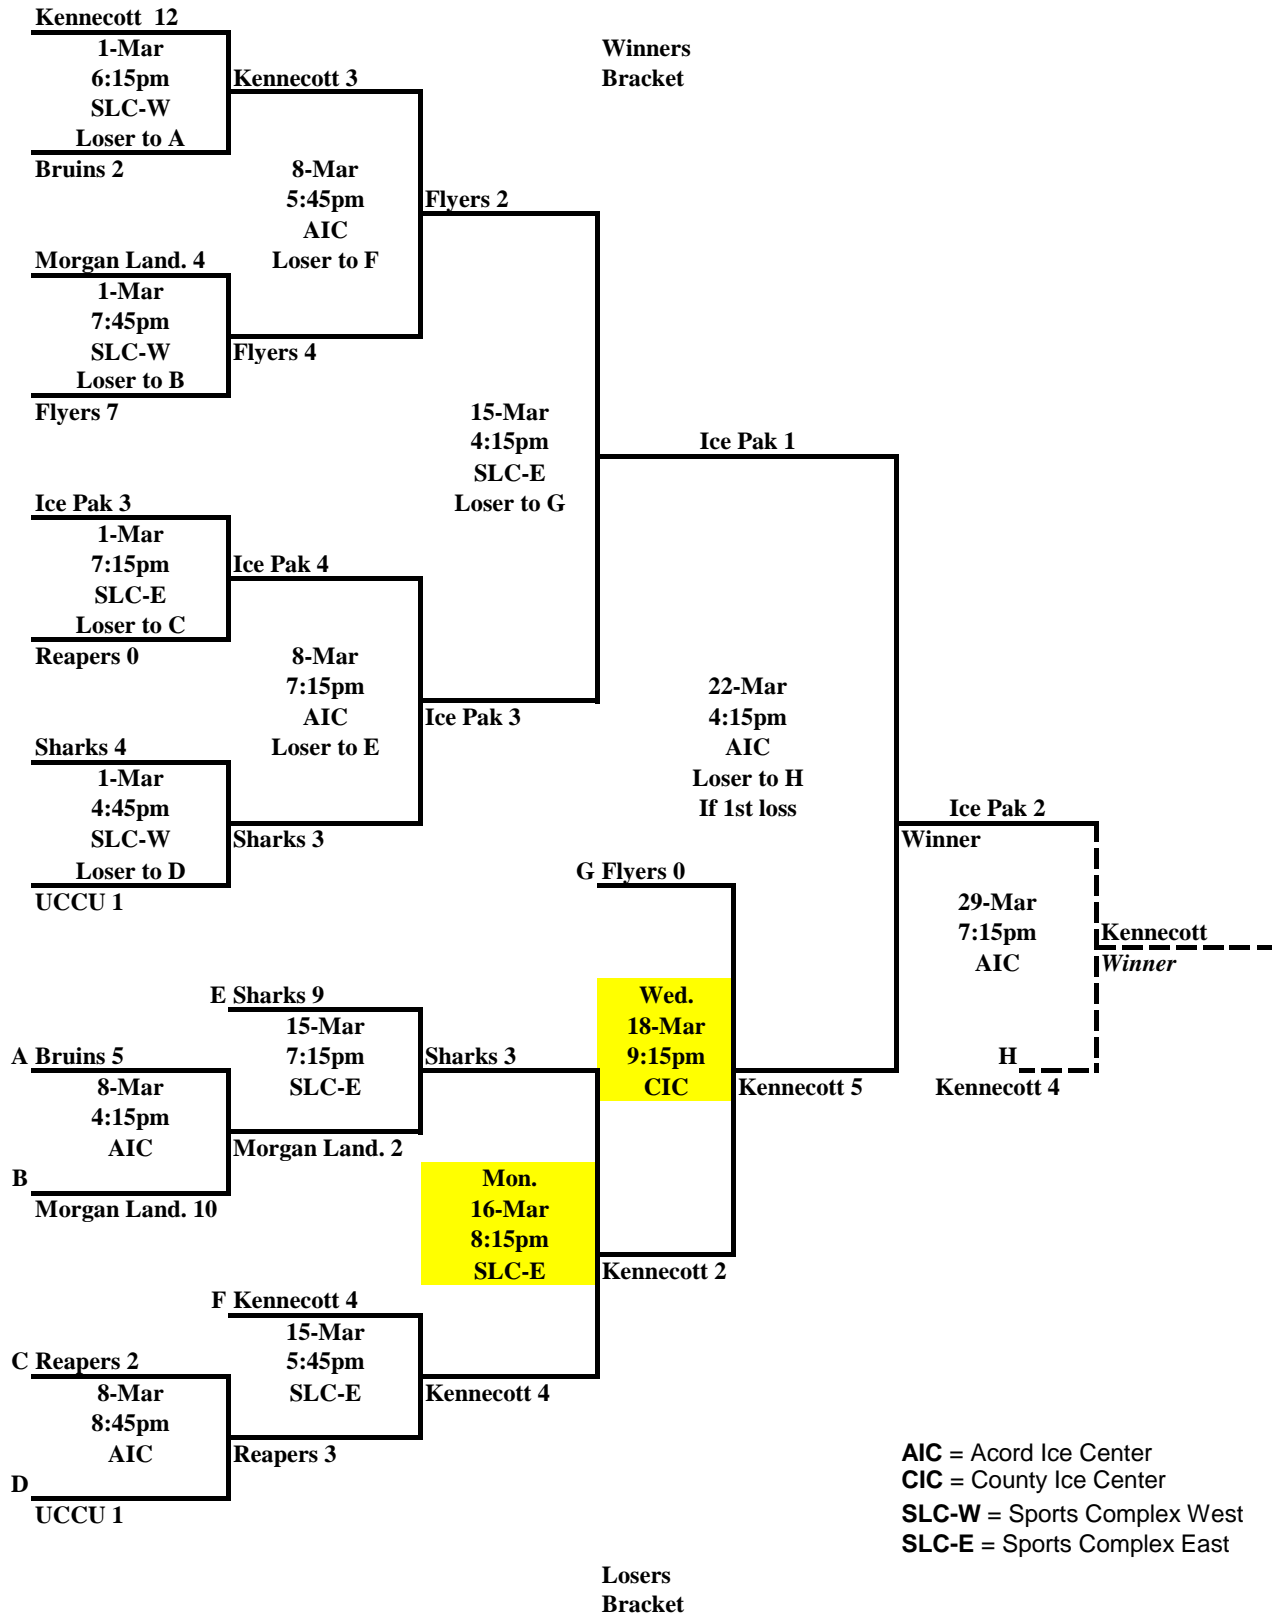 Kennecott  12
1-Mar
6:15pm
SLC-W
Loser to A
Bruins 2
Winners
Bracket
Kennecott 3
8-Mar
5:45pm
AIC
Loser to F
Flyers 2
Morgan Land. 4
1-Mar
7:45pm
SLC-W
Loser to B
Flyers 7
Flyers 4
15-Mar
4:15pm
SLC-E
Loser to G
Ice Pak 1
Ice Pak 3
1-Mar
7:15pm
SLC-E
Loser to C
Reapers 0
Ice Pak 4
8-Mar
7:15pm
AIC
Loser to E
Ice Pak 3
Sharks 4
1-Mar
4:45pm
SLC-W
Loser to D
UCCU 1
Sharks 3
22-Mar
4:15pm
AIC
Loser to H
If 1st loss
Ice Pak 2
Winner
29-Mar
7:15pm
AIC
Kennecott
Winner
H
Kennecott 4
G Flyers 0
Wed.
18-Mar
9:15pm
CIC
Kennecott 5
E Sharks 9
15-Mar
7:15pm
SLC-E
Sharks 3
A Bruins 5
8-Mar
4:15pm
AIC
B
Morgan Land. 10
Morgan Land. 2
Mon.
16-Mar
8:15pm
SLC-E
Kennecott 2
F Kennecott 4
15-Mar
5:45pm
SLC-E
Kennecott 4
C Reapers 2
8-Mar
8:45pm
AIC
D
UCCU 1
Reapers 3
AIC = Acord Ice Center
CIC = County Ice Center
SLC-W = Sports Complex West
SLC-E = Sports Complex East
Losers
Bracket